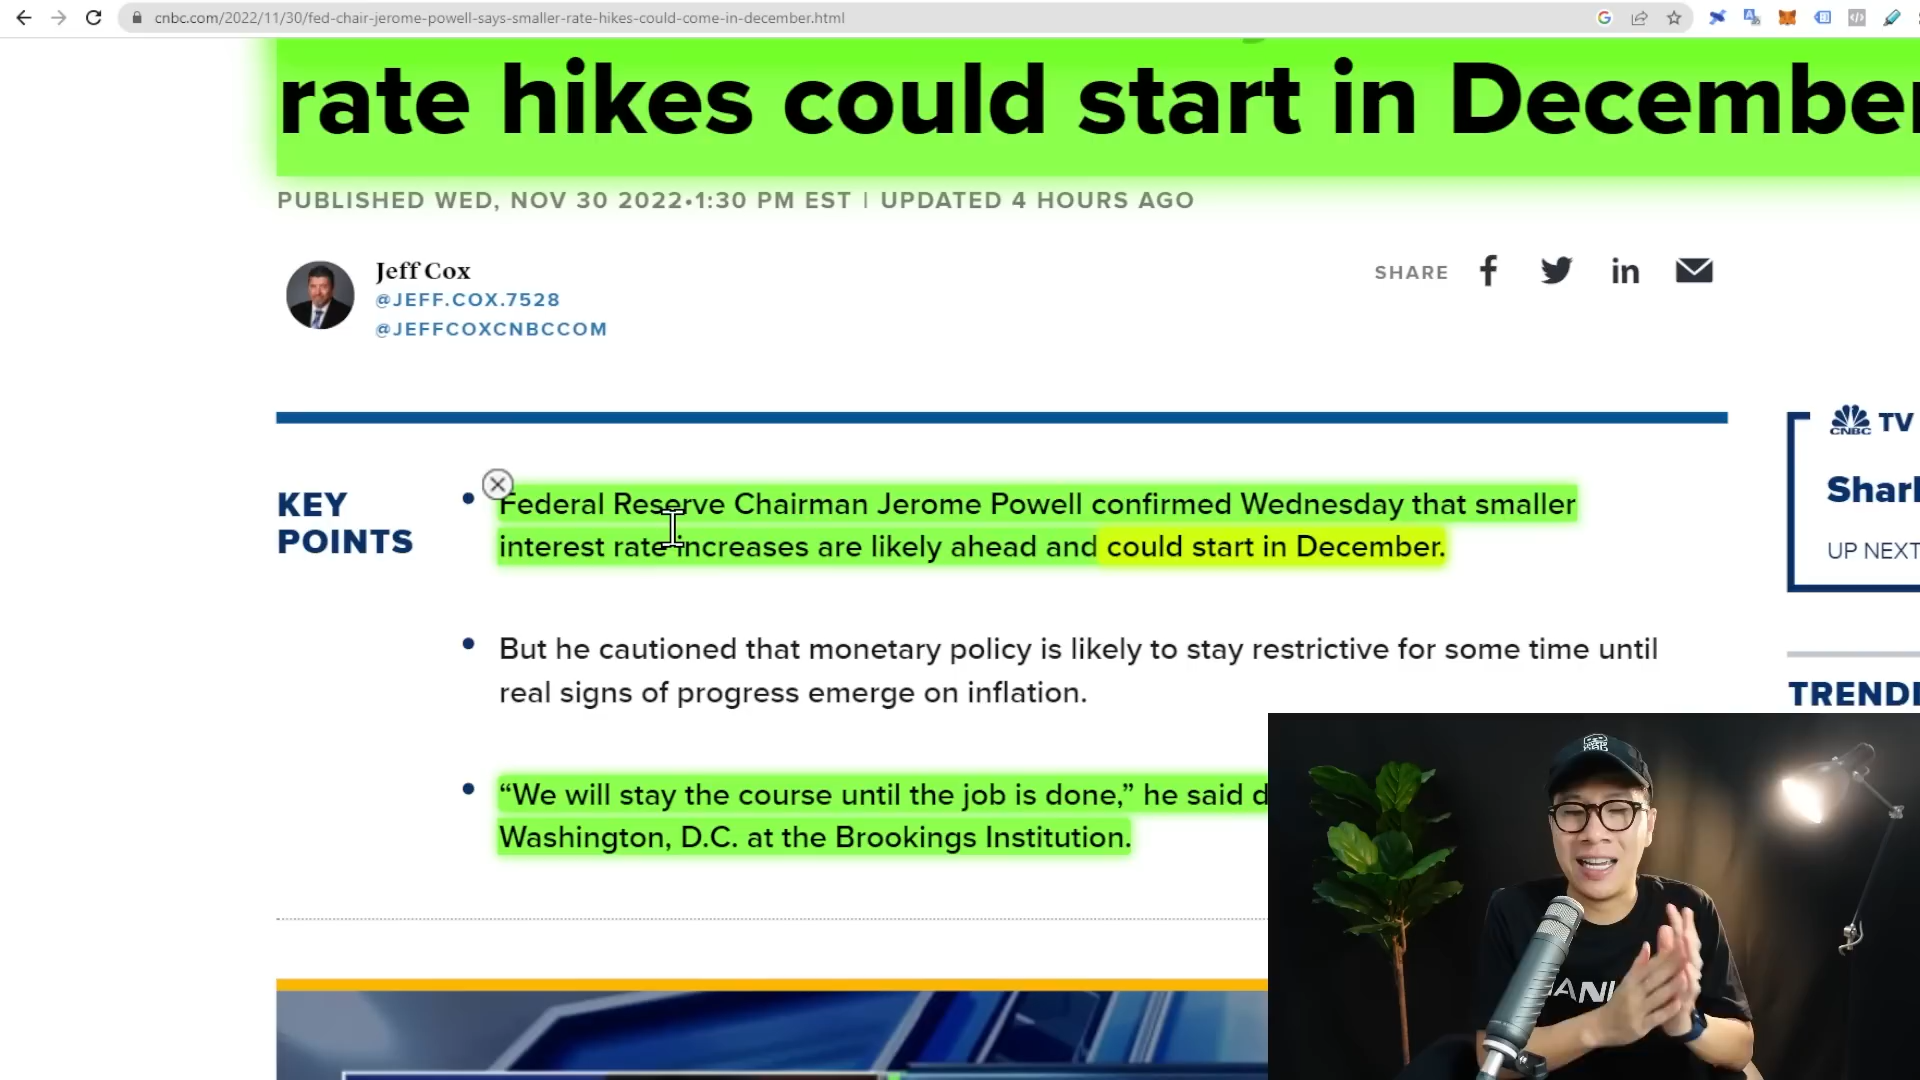 cnbc.com/2022/11/30/fed-chair-jerome-powell-says-smaller-rate-hikes-could-come-in-december.html
rate hikes could start in December
PUBLISHED WED, NOV 30 2022•1:30 PM EST | UPDATED 4 HOURS AGO
Jeff Cox
@JEFF.COX.7528
@JEFFCOXCNBCCOM
SHARE
KEY
POINTS
Federal Reserve Chairman Jerome Powell confirmed Wednesday that smaller
interest rate increases are likely ahead and could start in December.
But he cautioned that monetary policy is likely to stay restrictive for some time until
real signs of progress emerge on inflation.
“We will stay the course until the job is done,” he said d
Washington, D.C. at the Brookings Institution.
CNBC TV
Shar
UP NEXT
TRENDI